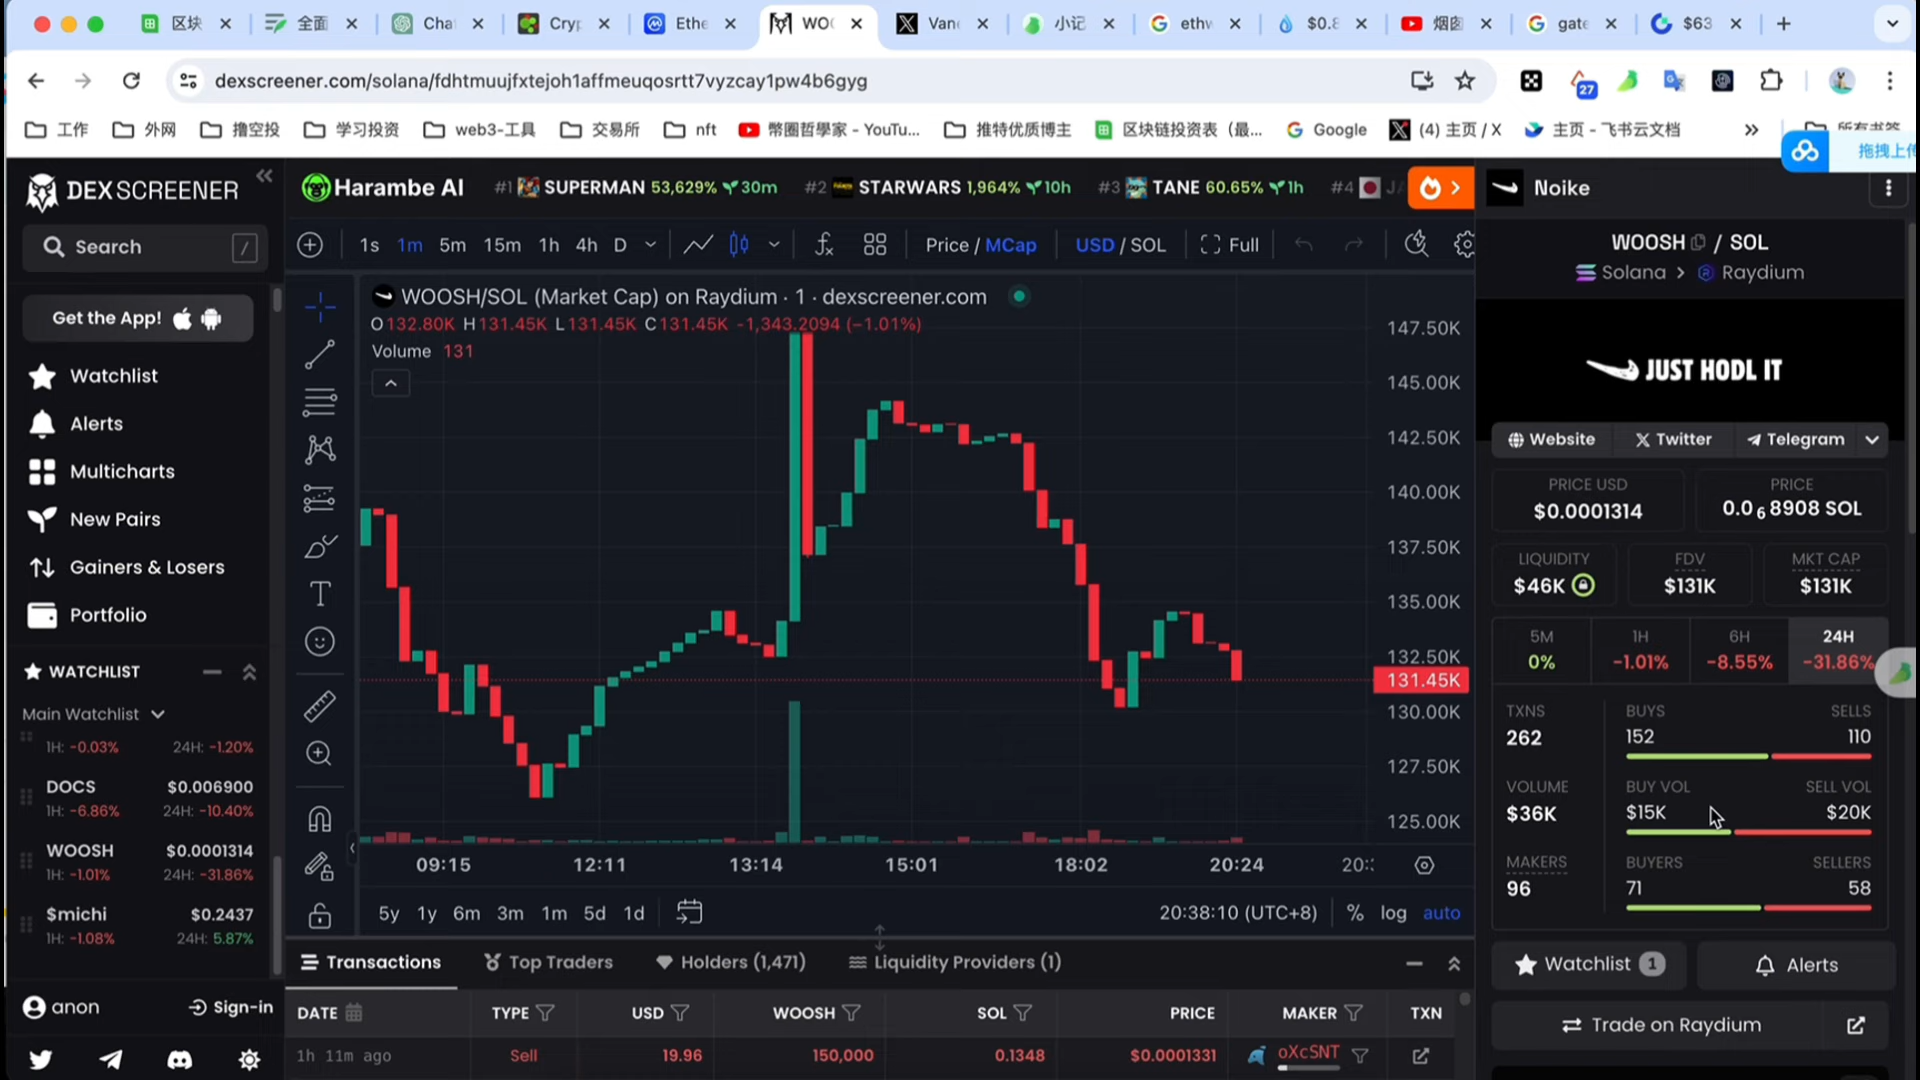 区块
全面
Cha
Cryp
Ethe
WOO
Van
小记
ethw
$0.8
烟囱
gate
$63
dexscreener.com/solana/fdhtmuujfxtejoh1affmeuqosrtt7vyzcay1pw4b6gyg
27
工作
外网
撸空投
学习投资
web3-工具
交易所
nft
幣圈哲學家 - YouTu...
推特优质博主
区块链投资表（最...
Google
(4) 主页 / X
主页 - 飞书云文档
»
所有书签
拖拽上传
DEX SCREENER
Search
/
Get the App!
Watchlist
Alerts
Multicharts
New Pairs
Gainers & Losers
Portfolio
WATCHLIST
Main Watchlist
1H: -0.03% 24H: -1.20%
DOCS $0.006900
1H: -6.86% 24H: -10.40%
WOOSH $0.0001314
1H: -1.01% 24H: -31.86%
$michi $0.2437
1H: -1.08% 24H: 5.87%
anon Sign-in
Harambe AI #1 SUPERMAN 53,629% 30m #2 STARWARS 1,964% 10h #3 TANE 60.65% 1h #4
1s 1m 5m 15m 1h 4h D Price / MCap USD / SOL Full
WOOSH/SOL (Market Cap) on Raydium · 1 · dexscreener.com
O132.80K H131.45K L131.45K C131.45K -1,343.2094 (-1.01%)
Volume 131
147.50K
145.00K
142.50K
140.00K
137.50K
135.00K
132.50K
131.45K
130.00K
127.50K
125.00K
09:15 12:11 13:14 15:01 18:02 20:24 20:
5y 1y 6m 3m 1m 5d 1d 20:38:10 (UTC+8) % log auto
Transactions Top Traders Holders (1,471) Liquidity Providers (1)
DATE TYPE USD WOOSH SOL PRICE MAKER TXN
1h 11m ago Sell 19.96 150,000 0.1348 $0.0001331 oXcSNT
Noike
WOOSH / SOL
Solana > Raydium
JUST HODL IT
Website Twitter Telegram
PRICE USD PRICE
$0.0001314 0.0₆8908 SOL
LIQUIDITY FDV MKT CAP
$46K $131K $131K
5M 1H 6H 24H
0% -1.01% -8.55% -31.86%
TXNS BUYS SELLS
262 152 110
VOLUME BUY VOL SELL VOL
$36K $15K $20K
MAKERS BUYERS SELLERS
96 71 58
Watchlist 1 Alerts
Trade on Raydium